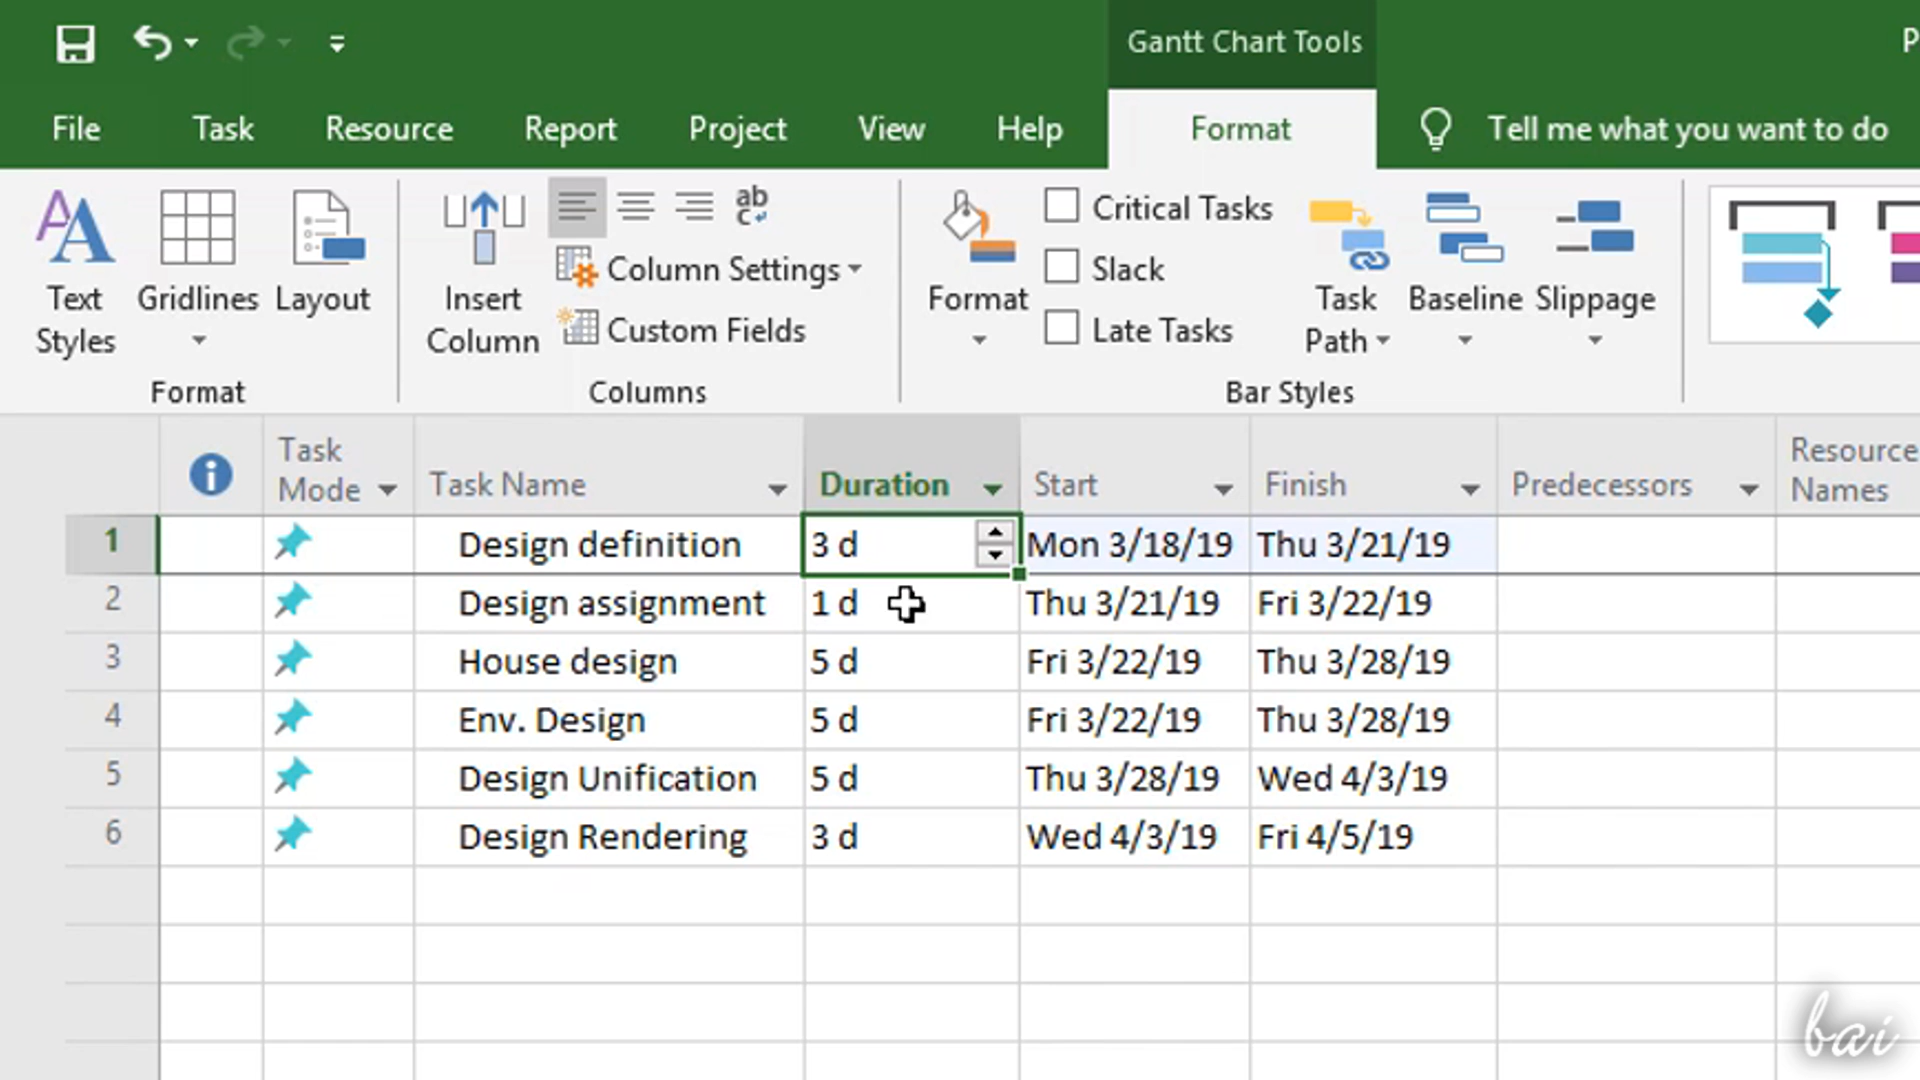 Gantt Chart Tools
P
File Task Resource Report Project View Help Format Tell me what you want to do
Text Styles
Gridlines
Layout
Format
Insert Column
ab
c
Column Settings
Custom Fields
Columns
Format
Critical Tasks
Slack
Late Tasks
Task Path
Baseline
Slippage
Bar Styles
Task Mode Task Name Duration Start Finish Predecessors Resource Names
1 Design definition 3 d Mon 3/18/19 Thu 3/21/19
2 Design assignment 1 d Thu 3/21/19 Fri 3/22/19
3 House design 5 d Fri 3/22/19 Thu 3/28/19
4 Env. Design 5 d Fri 3/22/19 Thu 3/28/19
5 Design Unification 5 d Thu 3/28/19 Wed 4/3/19
6 Design Rendering 3 d Wed 4/3/19 Fri 4/5/19
bai